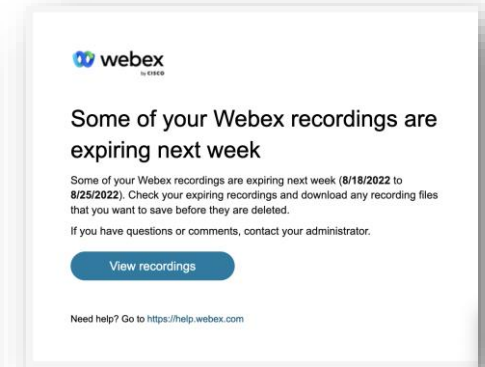 webex
by CISCO
Some of your Webex recordings are
expiring next week
Some of your Webex recordings are expiring next week (8/18/2022 to
8/25/2022). Check your expiring recordings and download any recording files
that you want to save before they are deleted.
If you have questions or comments, contact your administrator.
View recordings
Need help? Go to https://help.webex.com